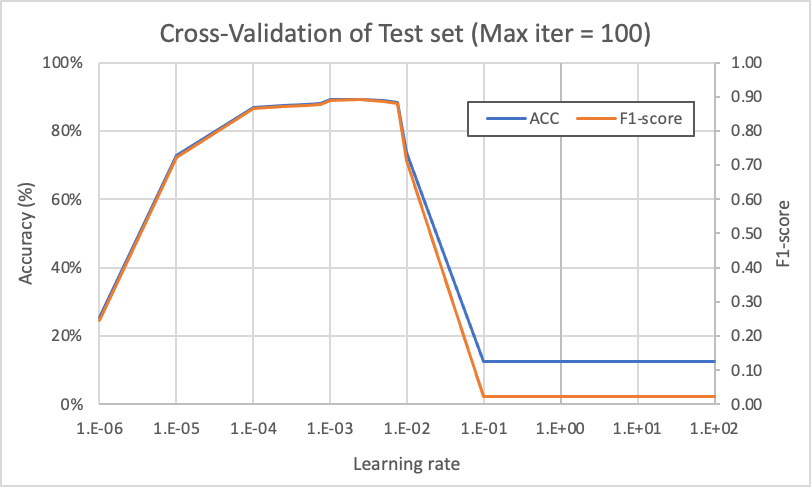 Cross-Validation of Test set (Max iter = 100)
100%
80%
60%
40%
20%
0%
Accuracy (%)
1.00
0.90
0.80
0.70
0.60
0.50
0.40
0.30
0.20
0.10
0.00
F1-score
ACC F1-score
1.E-06 1.E-05 1.E-04 1.E-03 1.E-02 1.E-01 1.E+00 1.E+01 1.E+02
Learning rate